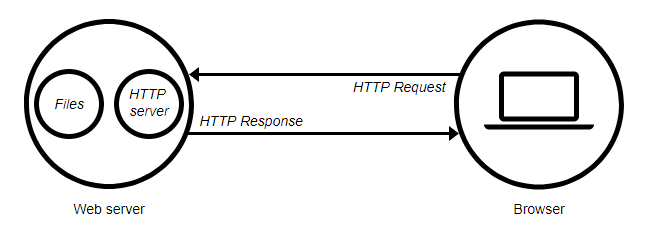 Files
HTTP
server
HTTP Request
HTTP Response
Web server
Browser